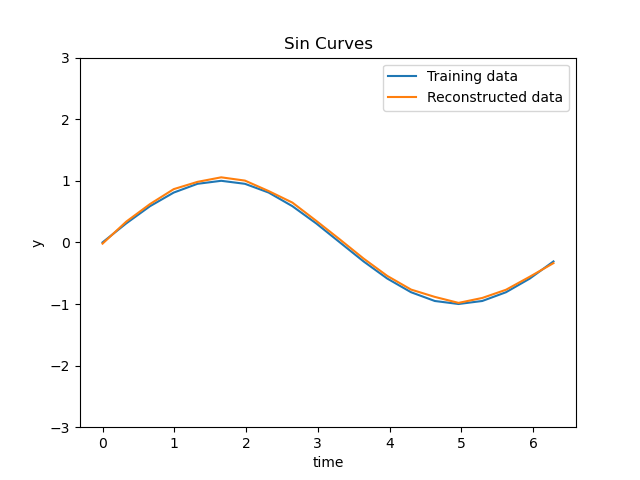 Sin Curves
Training data
Reconstructed data
3
2
1
0
−1
−2
−3
y
0 1 2 3 4 5 6
time